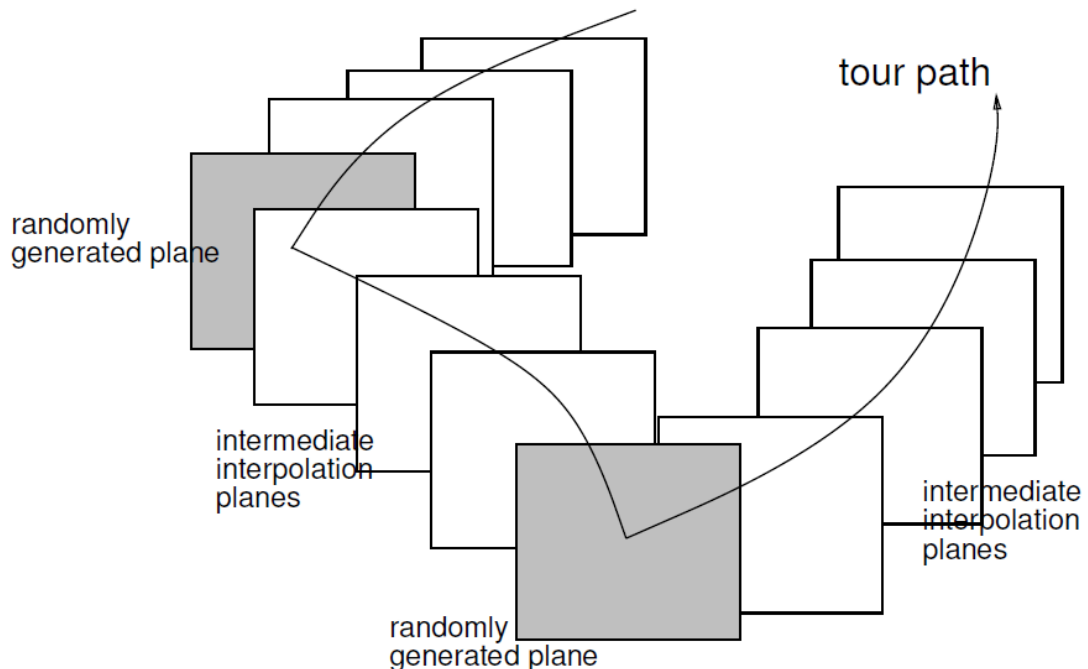 tour path
randomly
generated plane
intermediate
interpolation
planes
intermediate
interpolation
planes
randomly
generated plane